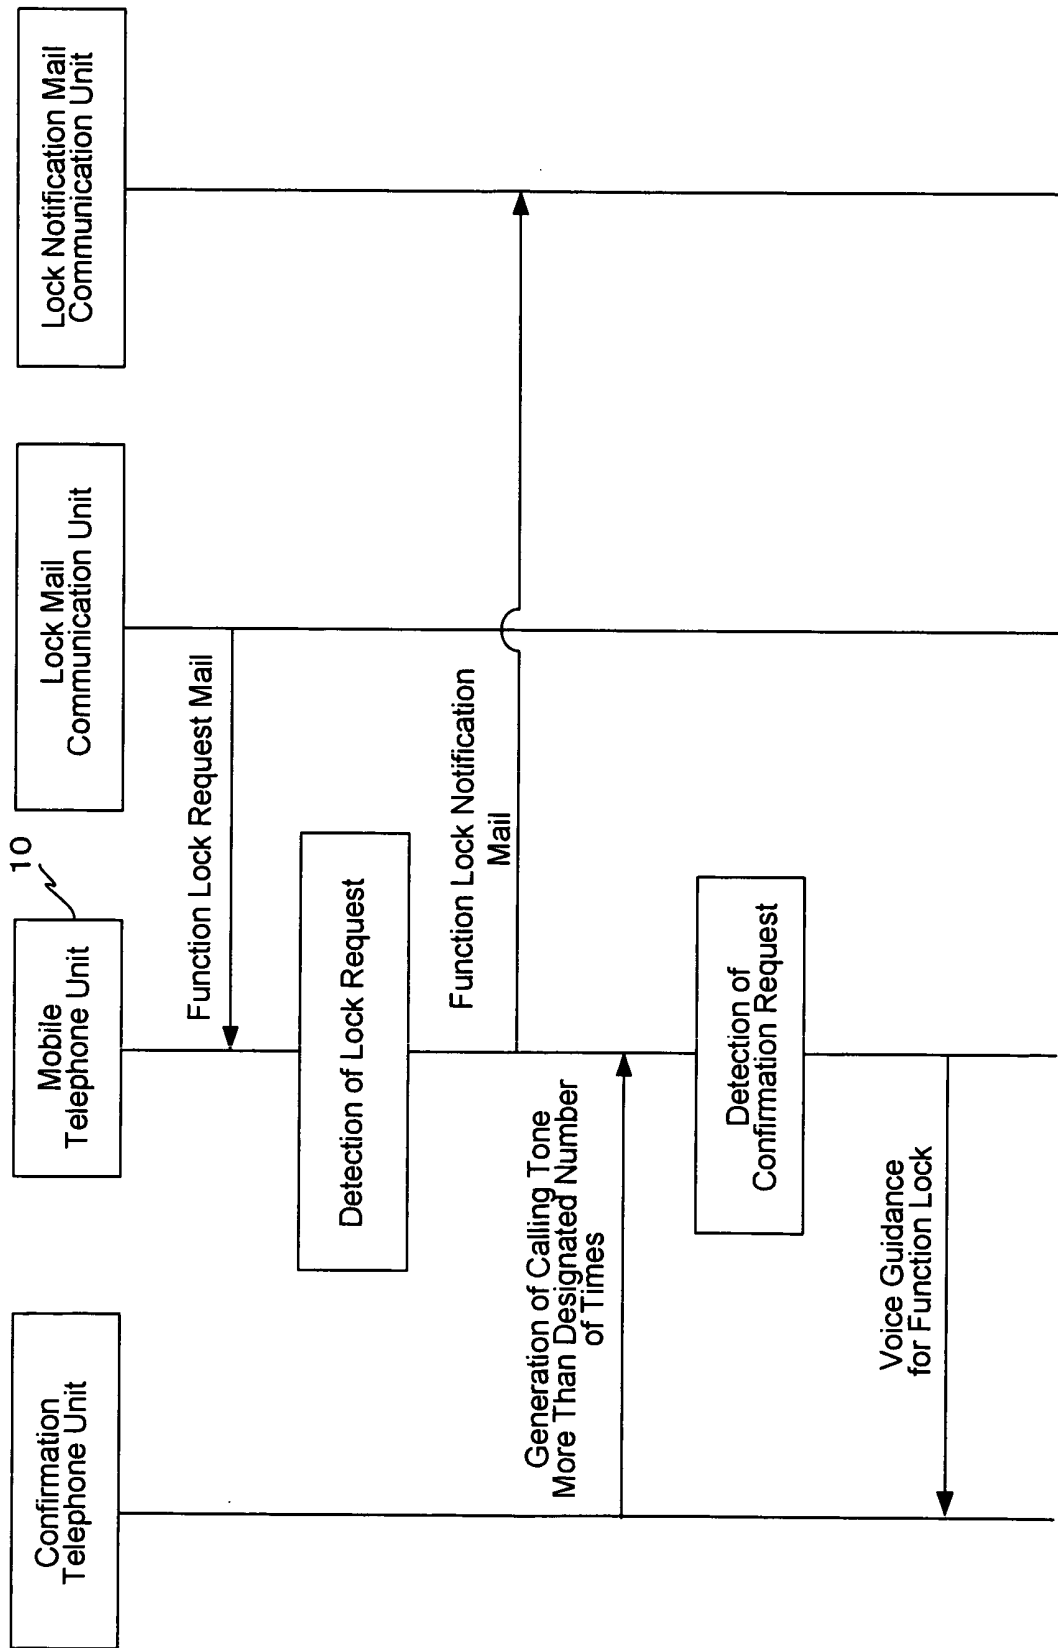 Confirmation
Telephone Unit
Mobile
Telephone Unit
10
Lock Mail
Communication Unit
Lock Notification Mail
Communication Unit
Function Lock Request Mail
Detection of Lock Request
Function Lock Notification
Mail
Generation of Calling Tone
More Than Designated Number
of Times
Detection of
Confirmation Request
Voice Guidance
for Function Lock